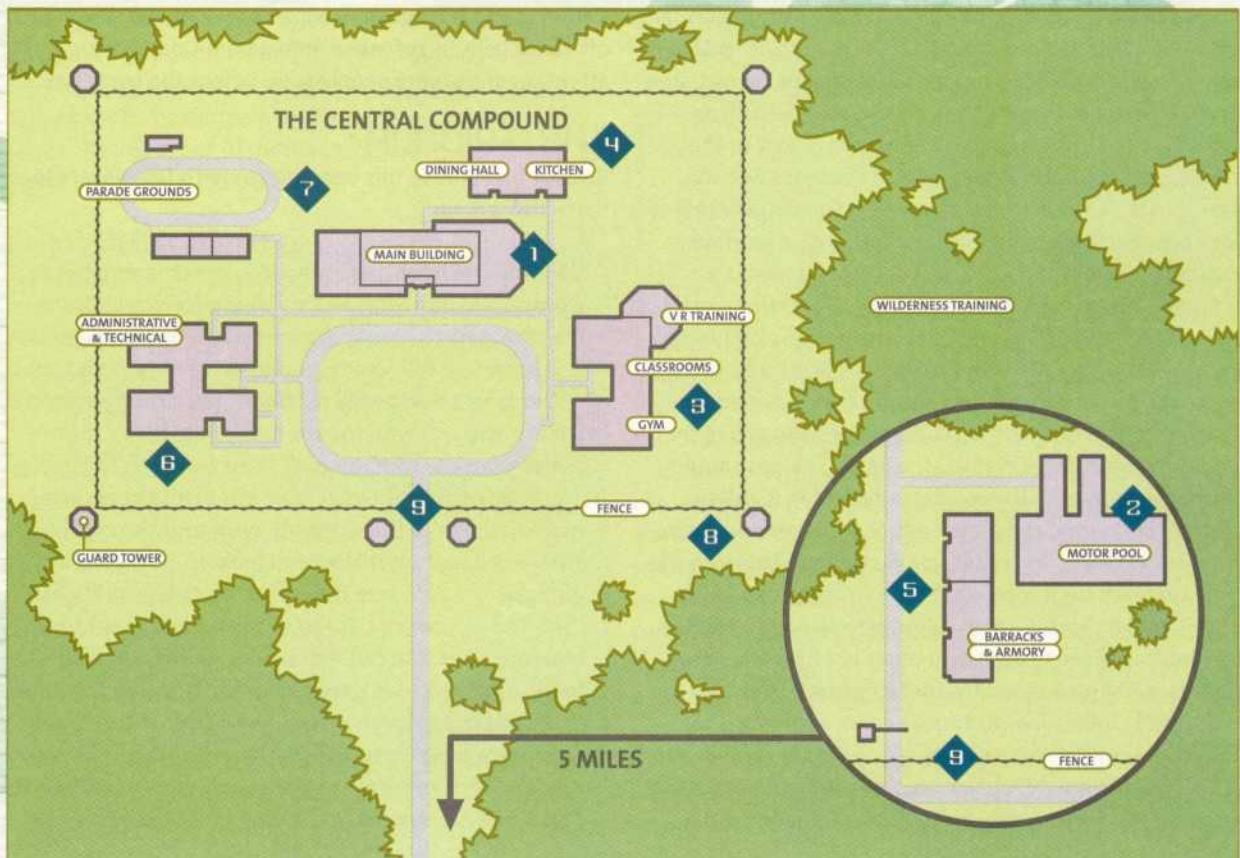 THE CENTRAL COMPOUND
4
DINING HALL KITCHEN
PARADE GROUNDS
7
MAIN BUILDING
1
ADMINISTRATIVE
& TECHNICAL
V R TRAINING
WILDERNESS TRAINING
CLASSROOMS
3
GYM
6
9
FENCE
8
GUARD TOWER
2
MOTOR POOL
5
BARRACKS
& ARMORY
9
FENCE
5 MILES